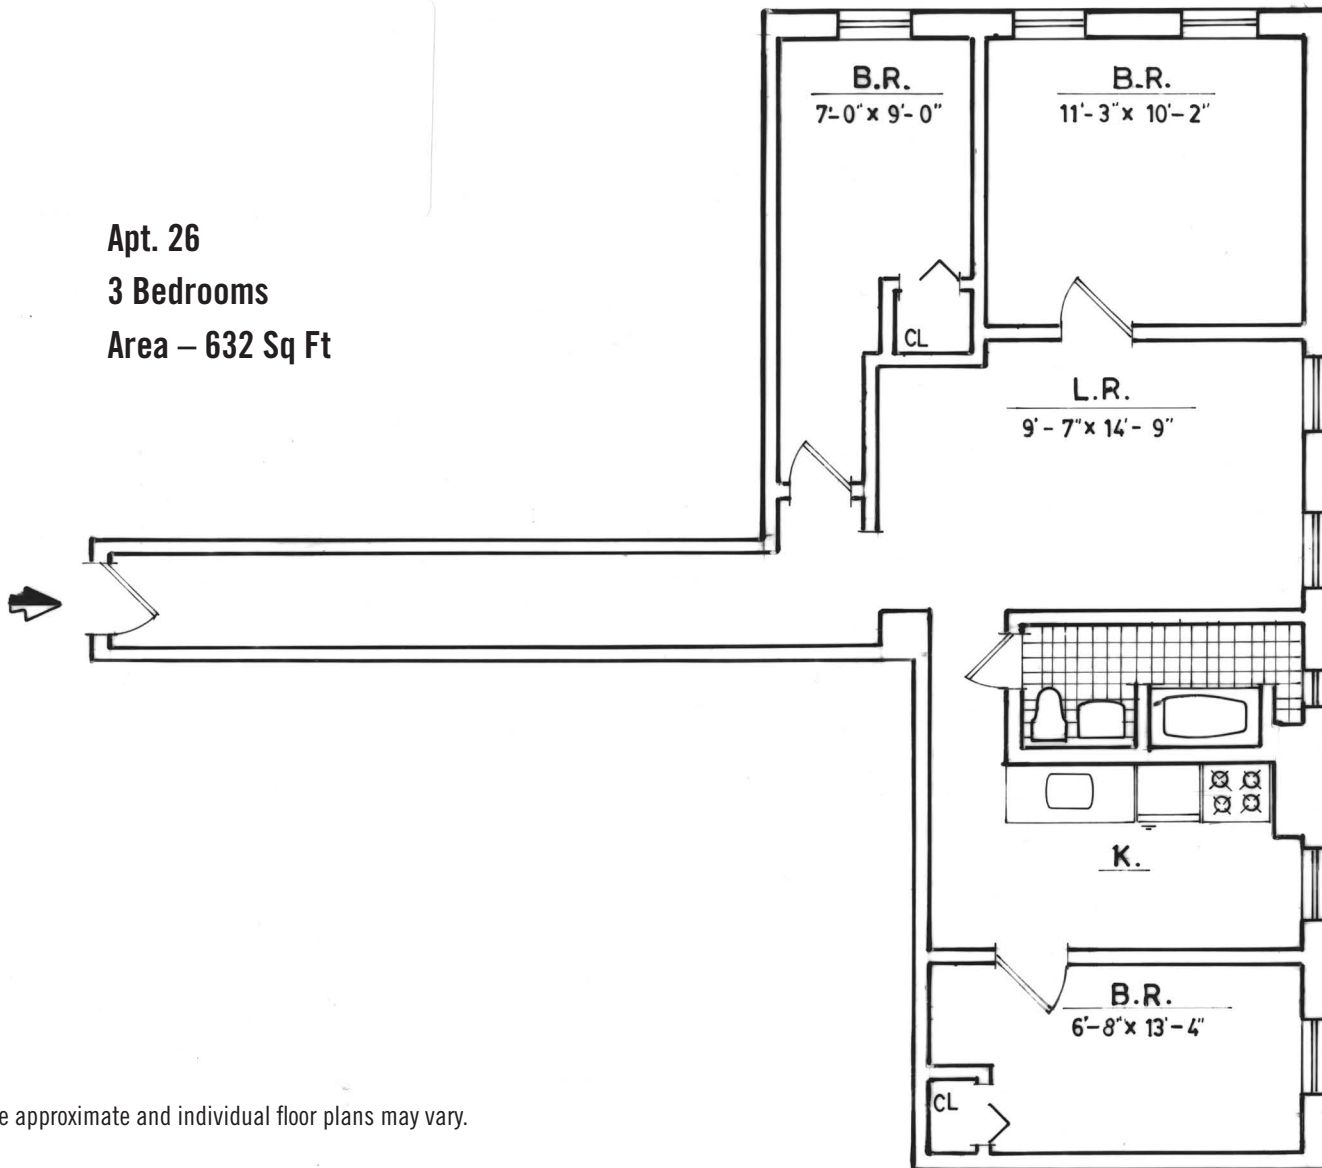 B.R.
7'-0" x 9'-0"
B.R.
11'-3" x 10'-2"
Apt. 26
3 Bedrooms
Area – 632 Sq Ft
CL
L.R.
9'-7" x 14'-9"
K.
B.R.
6'-8" x 13'-4"
CL
approximate and individual floor plans may vary.